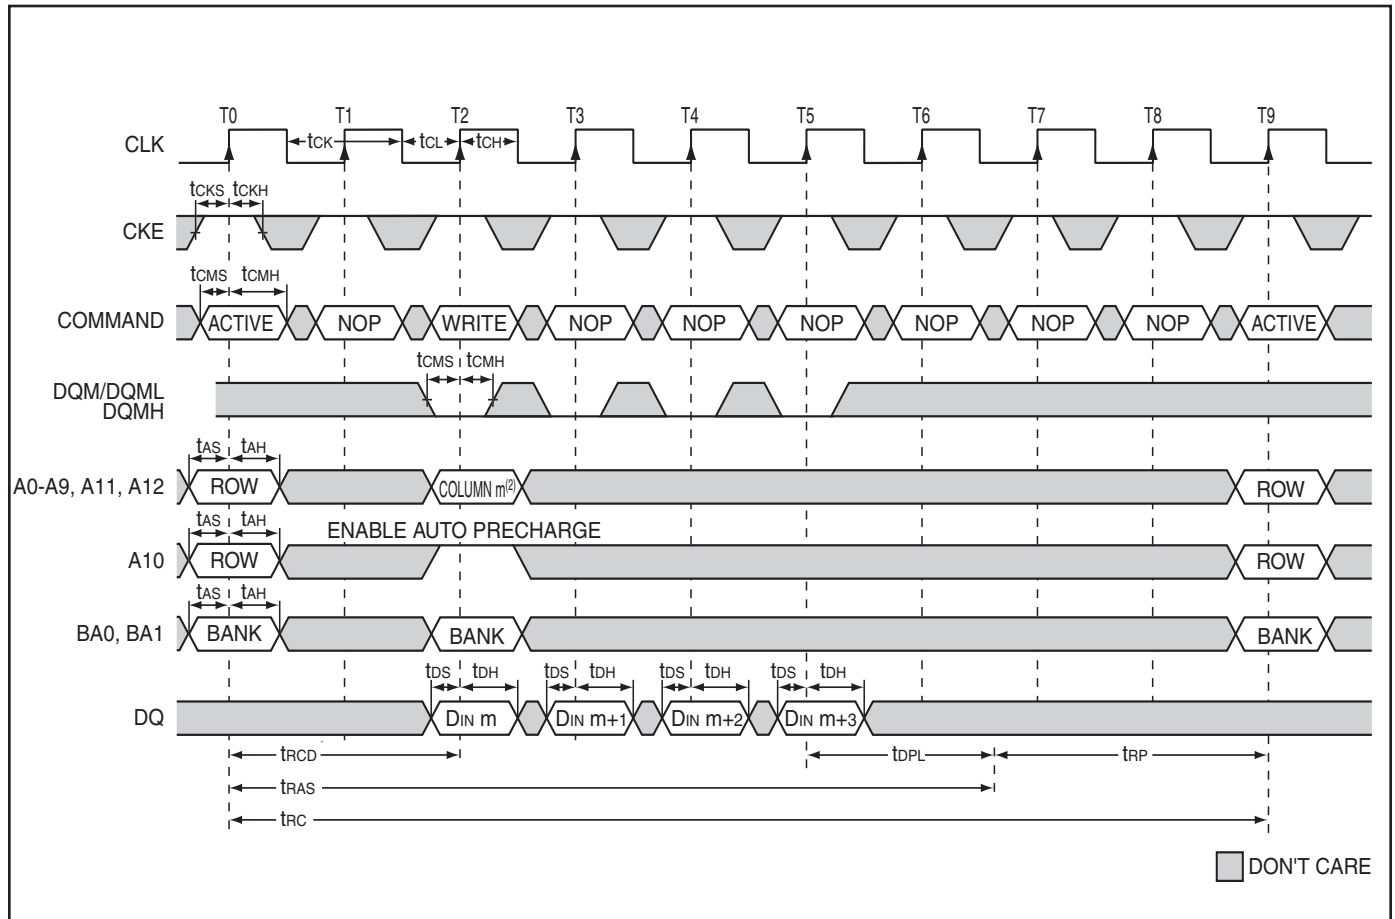 T0 T1 T2 T3 T4 T5 T6 T7 T8 T9
CLK tCK tCL tCH
tCKS tCKH
CKE
tCMS tCMH
COMMAND ACTIVE NOP WRITE NOP NOP NOP NOP NOP NOP ACTIVE
tCMS tCMH
DQM/DQML
DQMH
tAS tAH
A0-A9, A11, A12 ROW COLUMN m(2) ROW
tAS tAH ENABLE AUTO PRECHARGE
A10 ROW ROW
tAS tAH
BA0, BA1 BANK BANK BANK
tDS tDH tDS tDH tDS tDH tDS tDH
DQ DIN m DIN m+1 DIN m+2 DIN m+3
tRCD tDPL tRP
tRAS
tRC
DON'T CARE